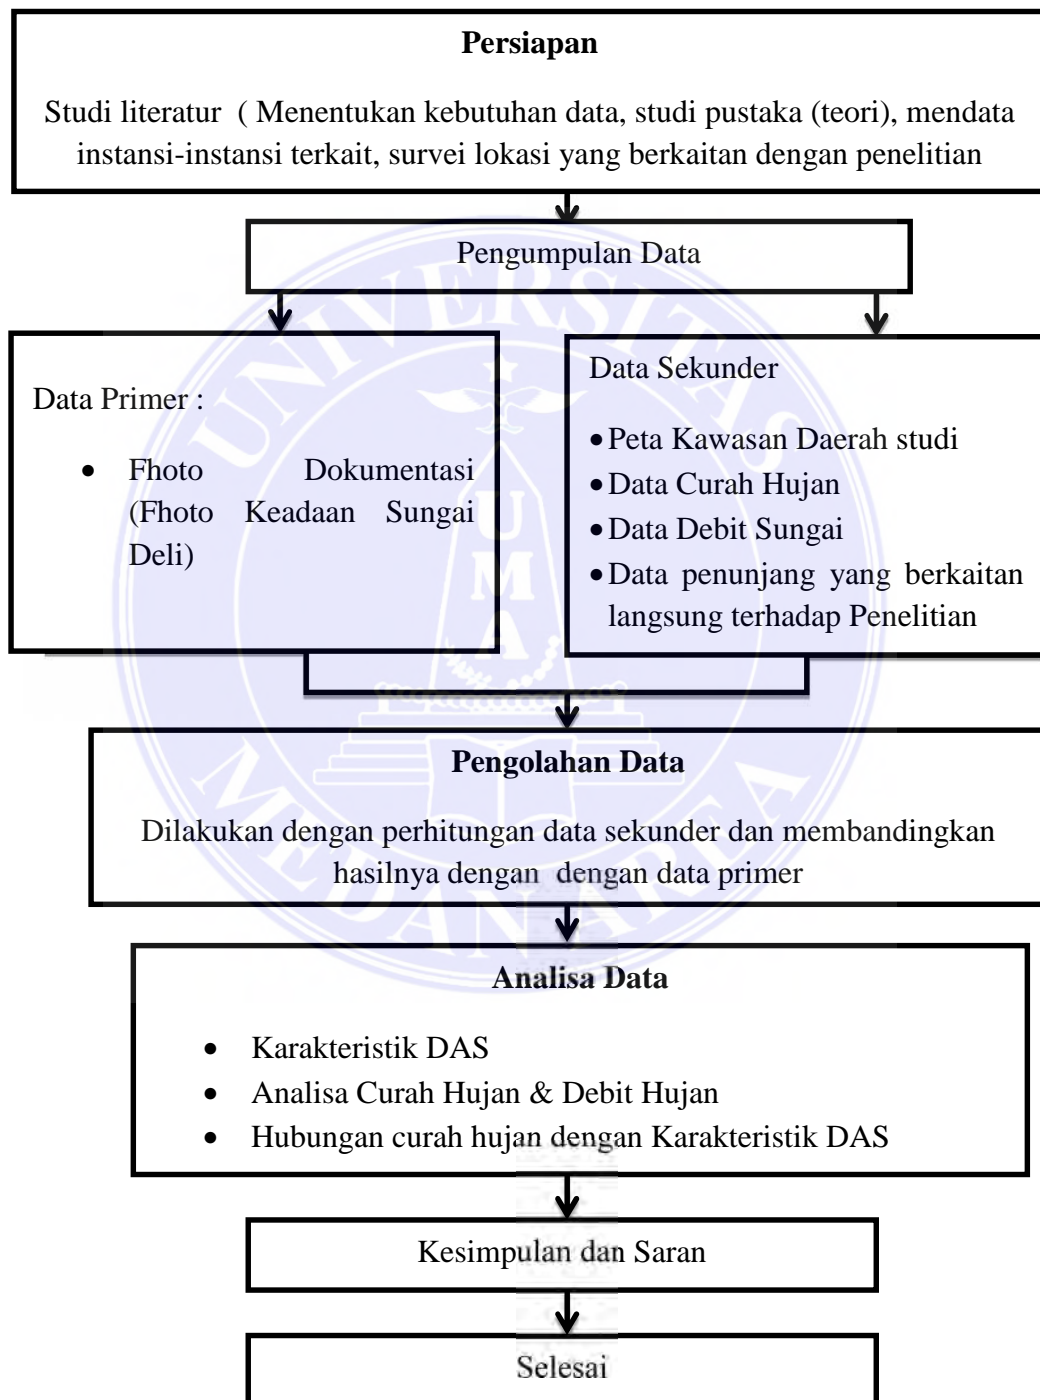 Persiapan
Studi literatur ( Menentukan kebutuhan data, studi pustaka (teori), mendata
instansi-instansi terkait, survei lokasi yang berkaitan dengan penelitian
Pengumpulan Data
Data Primer :
• Fhoto Dokumentasi
(Fhoto Keadaan Sungai
Deli)
Data Sekunder
• Peta Kawasan Daerah studi
• Data Curah Hujan
• Data Debit Sungai
• Data penunjang yang berkaitan
langsung terhadap Penelitian
Pengolahan Data
Dilakukan dengan perhitungan data sekunder dan membandingkan
hasilnya dengan dengan data primer
Analisa Data
• Karakteristik DAS
• Analisa Curah Hujan & Debit Hujan
• Hubungan curah hujan dengan Karakteristik DAS
Kesimpulan dan Saran
Selesai
UNIVERSITAS
UMA
MEDAN AREA